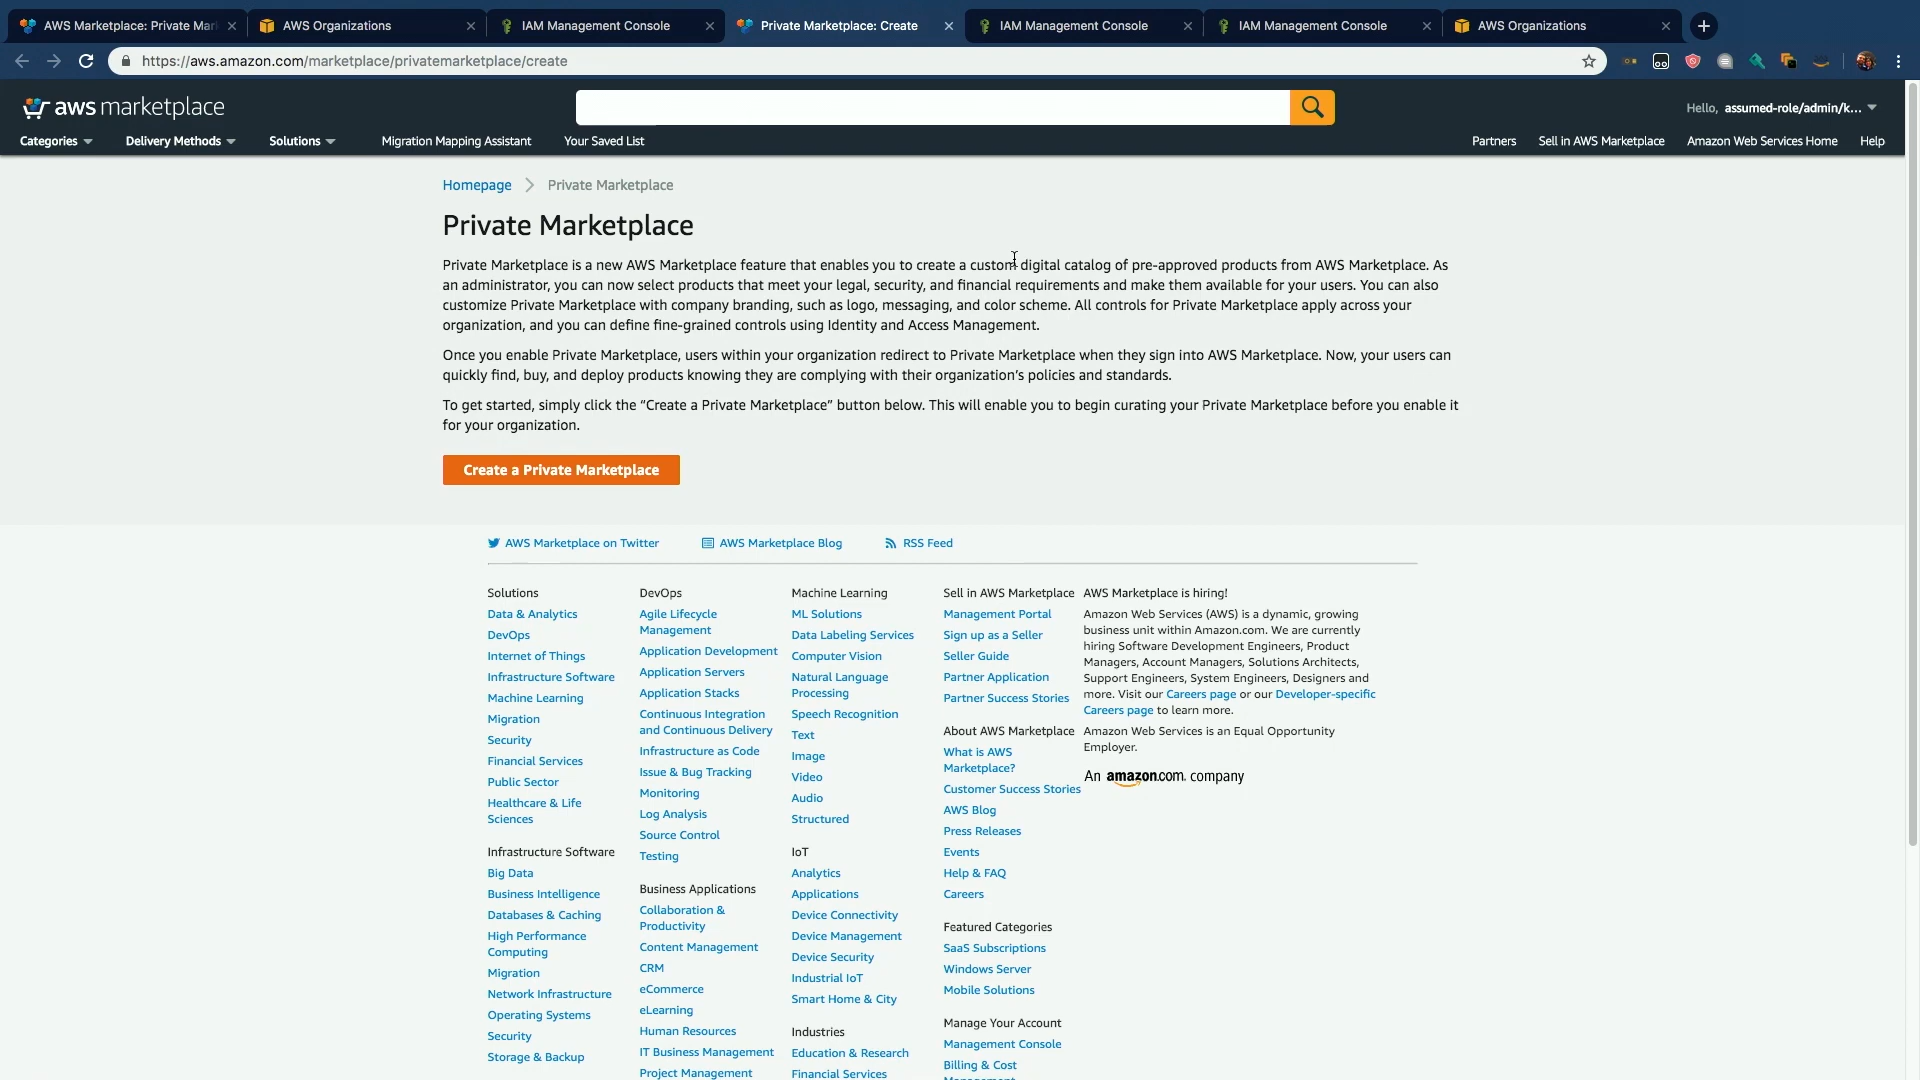 AWS Marketplace: Private Mar
AWS Organizations
IAM Management Console
Private Marketplace: Create
IAM Management Console
IAM Management Console
AWS Organizations
https://aws.amazon.com/marketplace/privatemarketplace/create
aws marketplace
Hello, assumed-role/admin/k...
Categories
Delivery Methods
Solutions
Migration Mapping Assistant
Your Saved List
Partners
Sell in AWS Marketplace
Amazon Web Services Home
Help
Homepage
Private Marketplace
Private Marketplace
Private Marketplace is a new AWS Marketplace feature that enables you to create a custom digital catalog of pre-approved products from AWS Marketplace. As
an administrator, you can now select products that meet your legal, security, and financial requirements and make them available for your users. You can also
customize Private Marketplace with company branding, such as logo, messaging, and color scheme. All controls for Private Marketplace apply across your
organization, and you can define fine-grained controls using Identity and Access Management.
Once you enable Private Marketplace, users within your organization redirect to Private Marketplace when they sign into AWS Marketplace. Now, your users can
quickly find, buy, and deploy products knowing they are complying with their organization's policies and standards.
To get started, simply click the "Create a Private Marketplace" button below. This will enable you to begin curating your Private Marketplace before you enable it
for your organization.
Create a Private Marketplace
AWS Marketplace on Twitter
AWS Marketplace Blog
RSS Feed
Solutions
Data & Analytics
DevOps
Internet of Things
Infrastructure Software
Machine Learning
Migration
Security
Financial Services
Public Sector
Healthcare & Life
Sciences
Infrastructure Software
Big Data
Business Intelligence
Databases & Caching
High Performance
Computing
Migration
Network Infrastructure
Operating Systems
Security
Storage & Backup
DevOps
Agile Lifecycle
Management
Application Development
Application Servers
Application Stacks
Continuous Integration
and Continuous Delivery
Infrastructure as Code
Issue & Bug Tracking
Monitoring
Log Analysis
Source Control
Testing
Business Applications
Collaboration &
Productivity
Content Management
CRM
eCommerce
eLearning
Human Resources
IT Business Management
Project Management
Machine Learning
ML Solutions
Data Labeling Services
Computer Vision
Natural Language
Processing
Speech Recognition
Text
Image
Video
Audio
Structured
IoT
Analytics
Applications
Device Connectivity
Device Management
Device Security
Industrial IoT
Smart Home & City
Industries
Education & Research
Financial Services
Sell in AWS Marketplace
Management Portal
Sign up as a Seller
Seller Guide
Partner Application
Partner Success Stories
About AWS Marketplace
What is AWS
Marketplace?
Customer Success Stories
AWS Blog
Press Releases
Events
Help & FAQ
Careers
Featured Categories
SaaS Subscriptions
Windows Server
Mobile Solutions
Manage Your Account
Management Console
Billing & Cost
AWS Marketplace is hiring!
Amazon Web Services (AWS) is a dynamic, growing
business unit within Amazon.com. We are currently
hiring Software Development Engineers, Product
Managers, Account Managers, Solutions Architects,
Support Engineers, System Engineers, Designers and
more. Visit our Careers page or our Developer-specific
Careers page to learn more.
Amazon Web Services is an Equal Opportunity
Employer.
An amazon.com. company